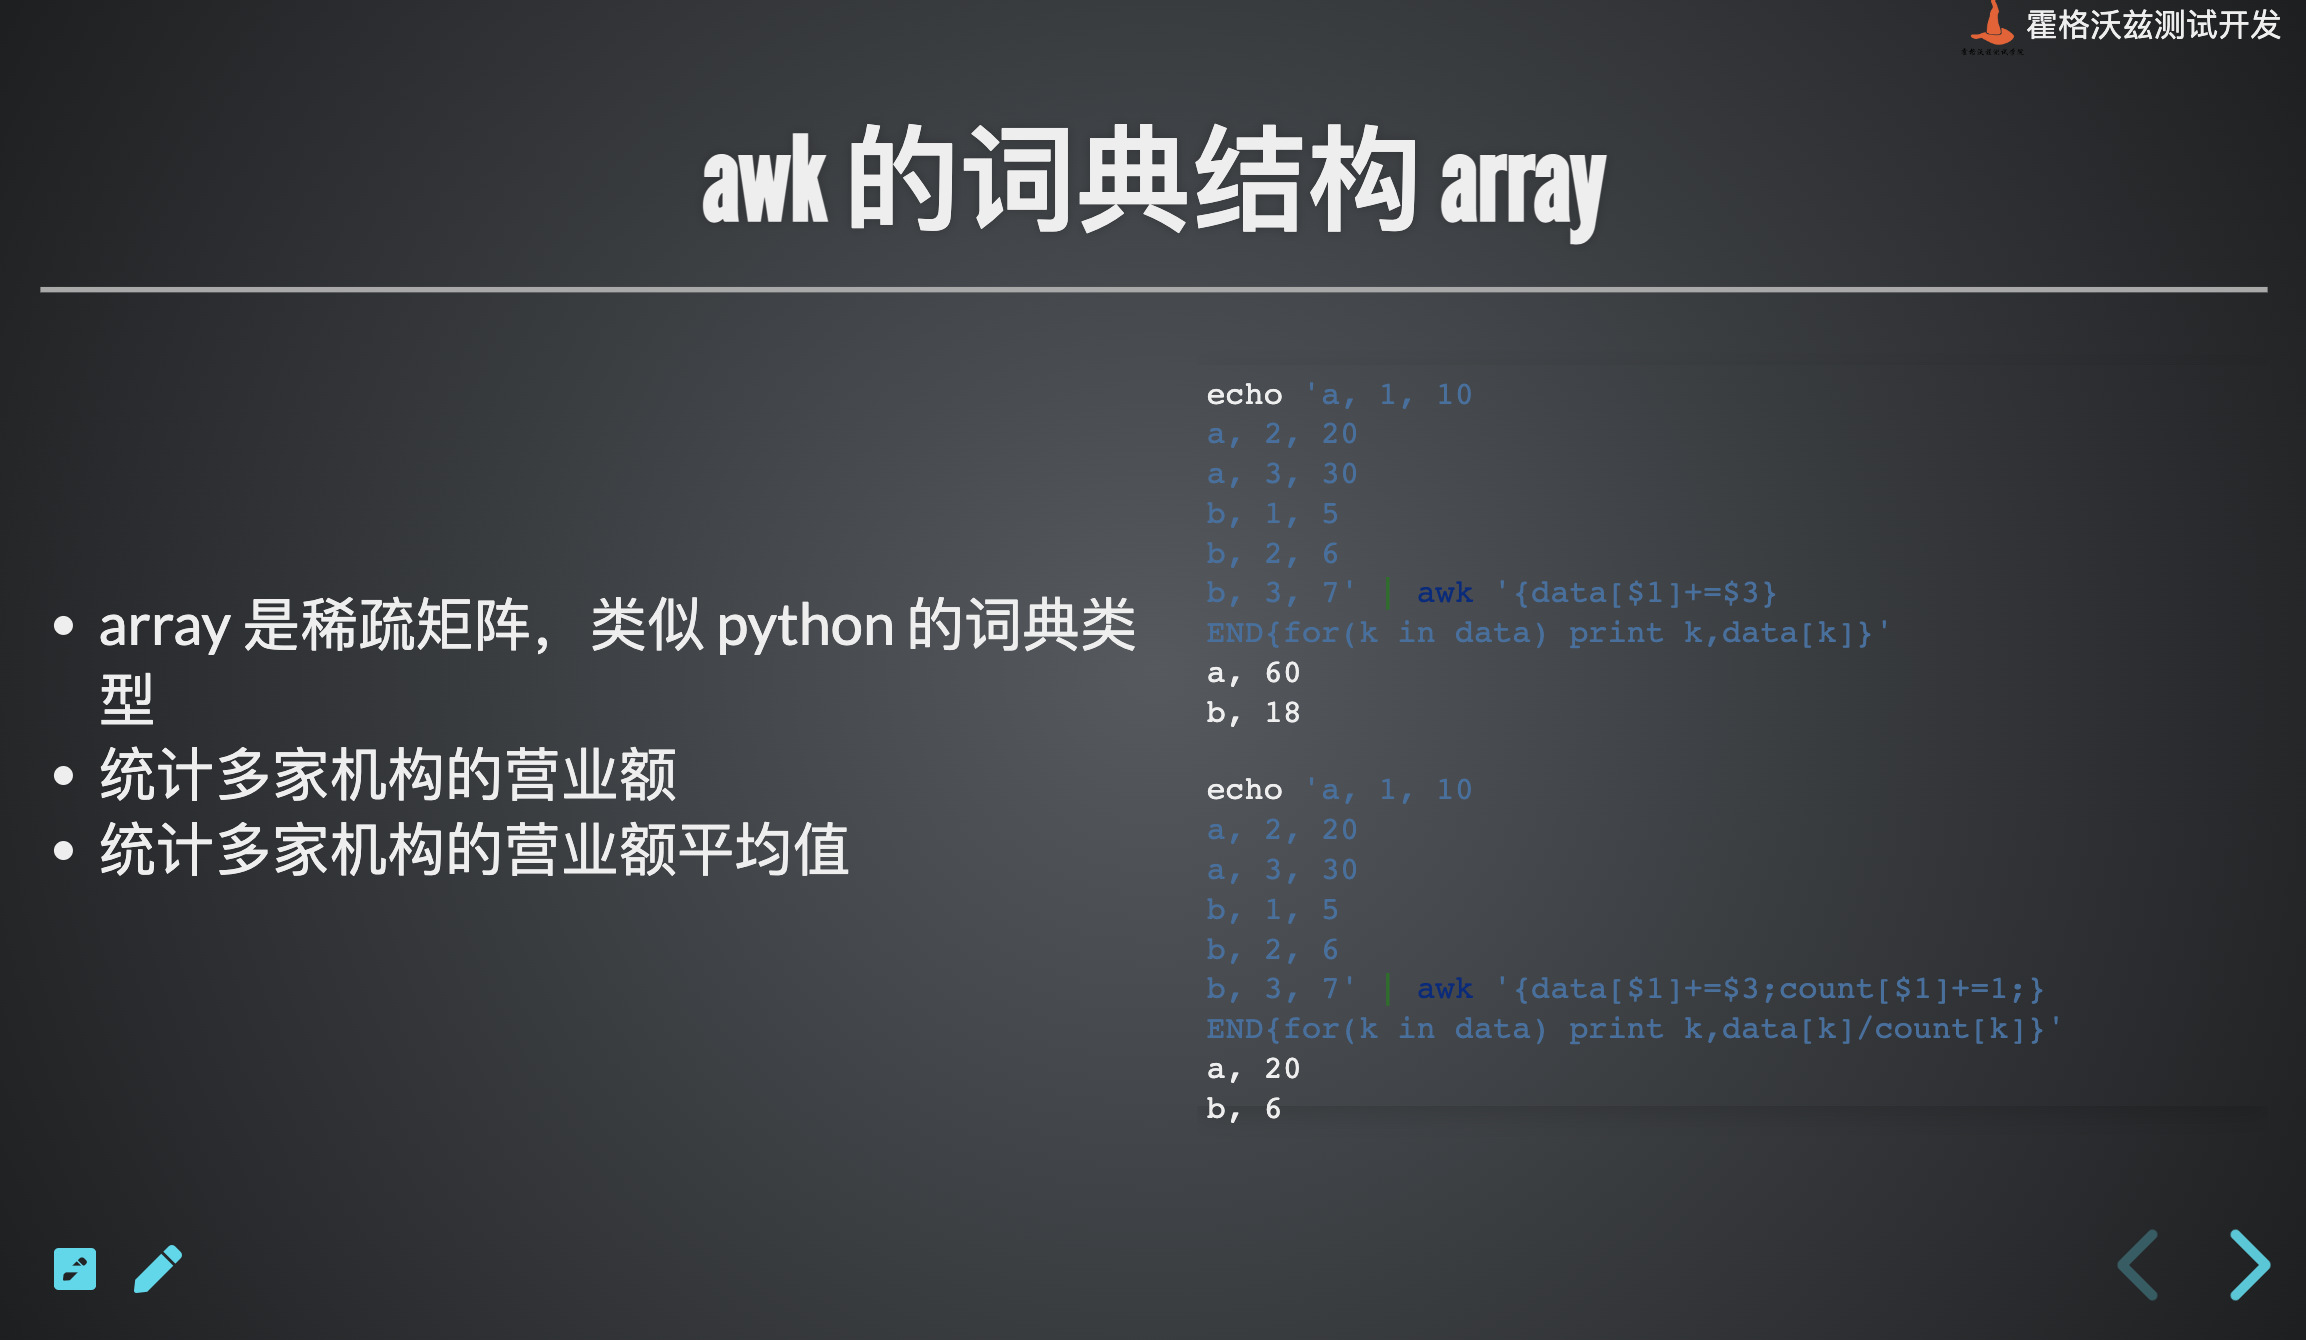 霍格沃兹测试开发
awk 的词典结构 array
array 是稀疏矩阵，类似 python 的词典类
型
统计多家机构的营业额
统计多家机构的营业额平均值
echo 'a, 1, 10
a, 2, 20
a, 3, 30
b, 1, 5
b, 2, 6
b, 3, 7' | awk '{data[$1]+=$3}
END{for(k in data) print k,data[k]}'
a, 60
b, 18
echo 'a, 1, 10
a, 2, 20
a, 3, 30
b, 1, 5
b, 2, 6
b, 3, 7' | awk '{data[$1]+=$3;count[$1]+=1;}
END{for(k in data) print k,data[k]/count[k]}'
a, 20
b, 6